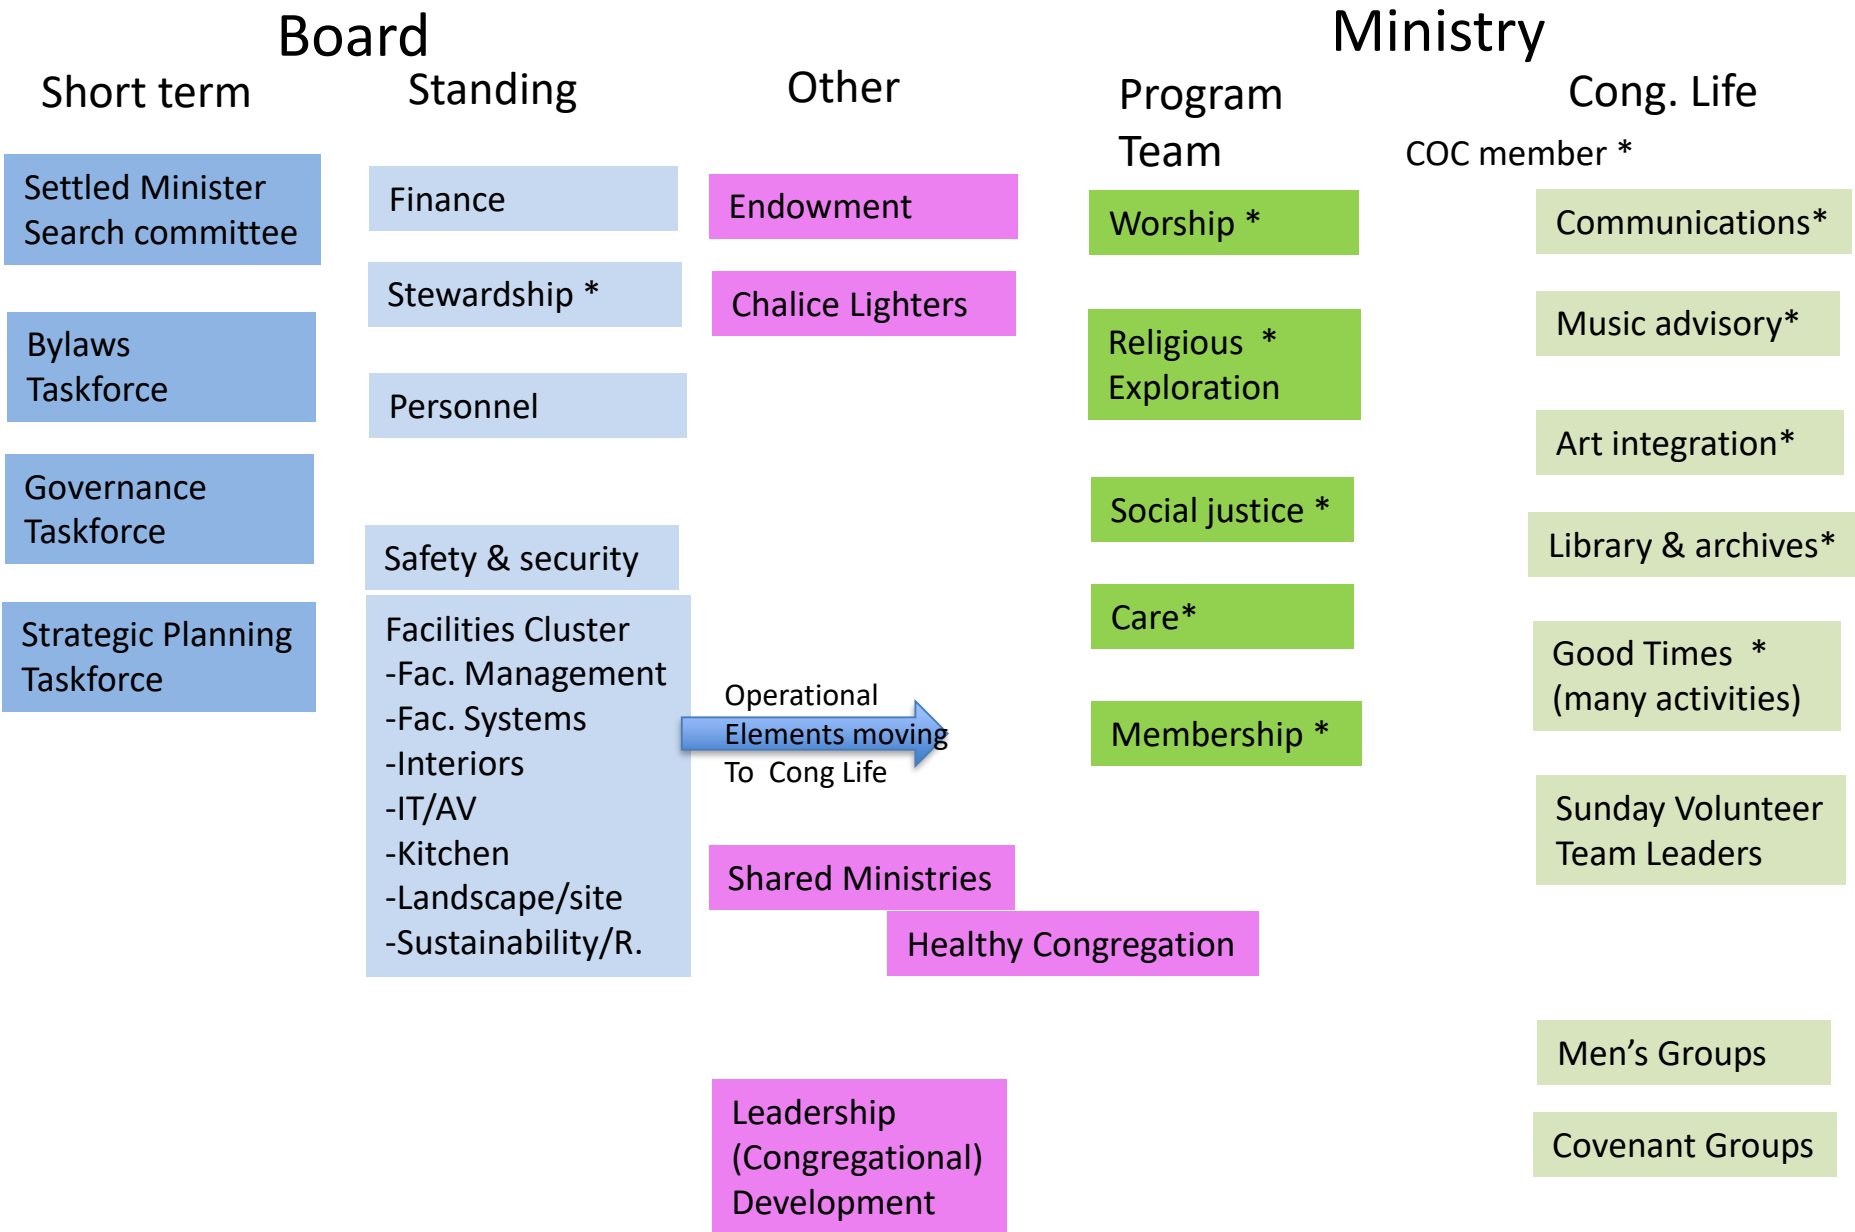 Board
Ministry
Short term
Standing
Other
Program
Team
Cong. Life
COC member *
Settled Minister
Search committee
Bylaws
Taskforce
Governance
Taskforce
Strategic Planning
Taskforce
Finance
Stewardship *
Personnel
Safety & security
Facilities Cluster
-Fac. Management
-Fac. Systems
-Interiors
-IT/AV
-Kitchen
-Landscape/site
-Sustainability/R.
Operational
Elements moving
To Cong Life
Endowment
Chalice Lighters
Shared Ministries
Healthy Congregation
Leadership
(Congregational)
Development
Worship *
Religious *
Exploration
Social justice *
Care*
Membership *
Communications*
Music advisory*
Art integration*
Library & archives*
Good Times *
(many activities)
Sunday Volunteer
Team Leaders
Men’s Groups
Covenant Groups